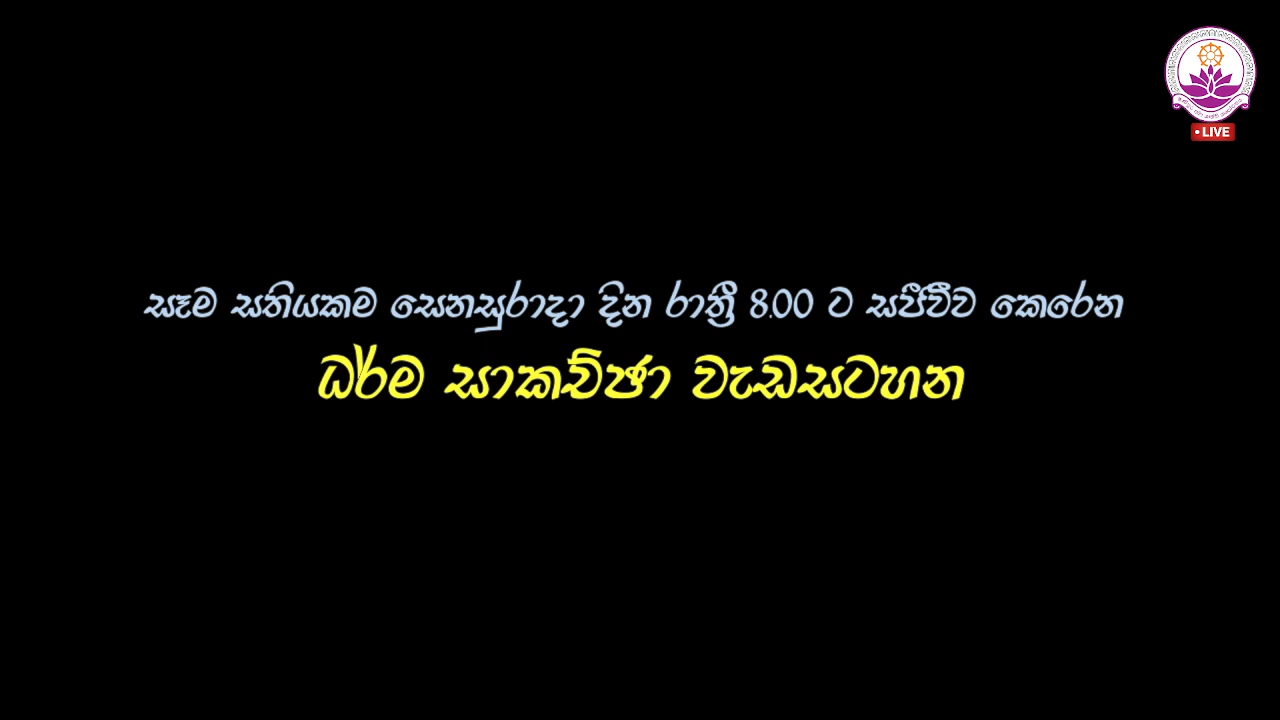 LIVE
සෑම සතියකම සෙනසුරාදා දින රාත්‍රී 8.00 ට සජීවීව කෙරෙන
ධර්ම සාකච්ඡා වැඩසටහන